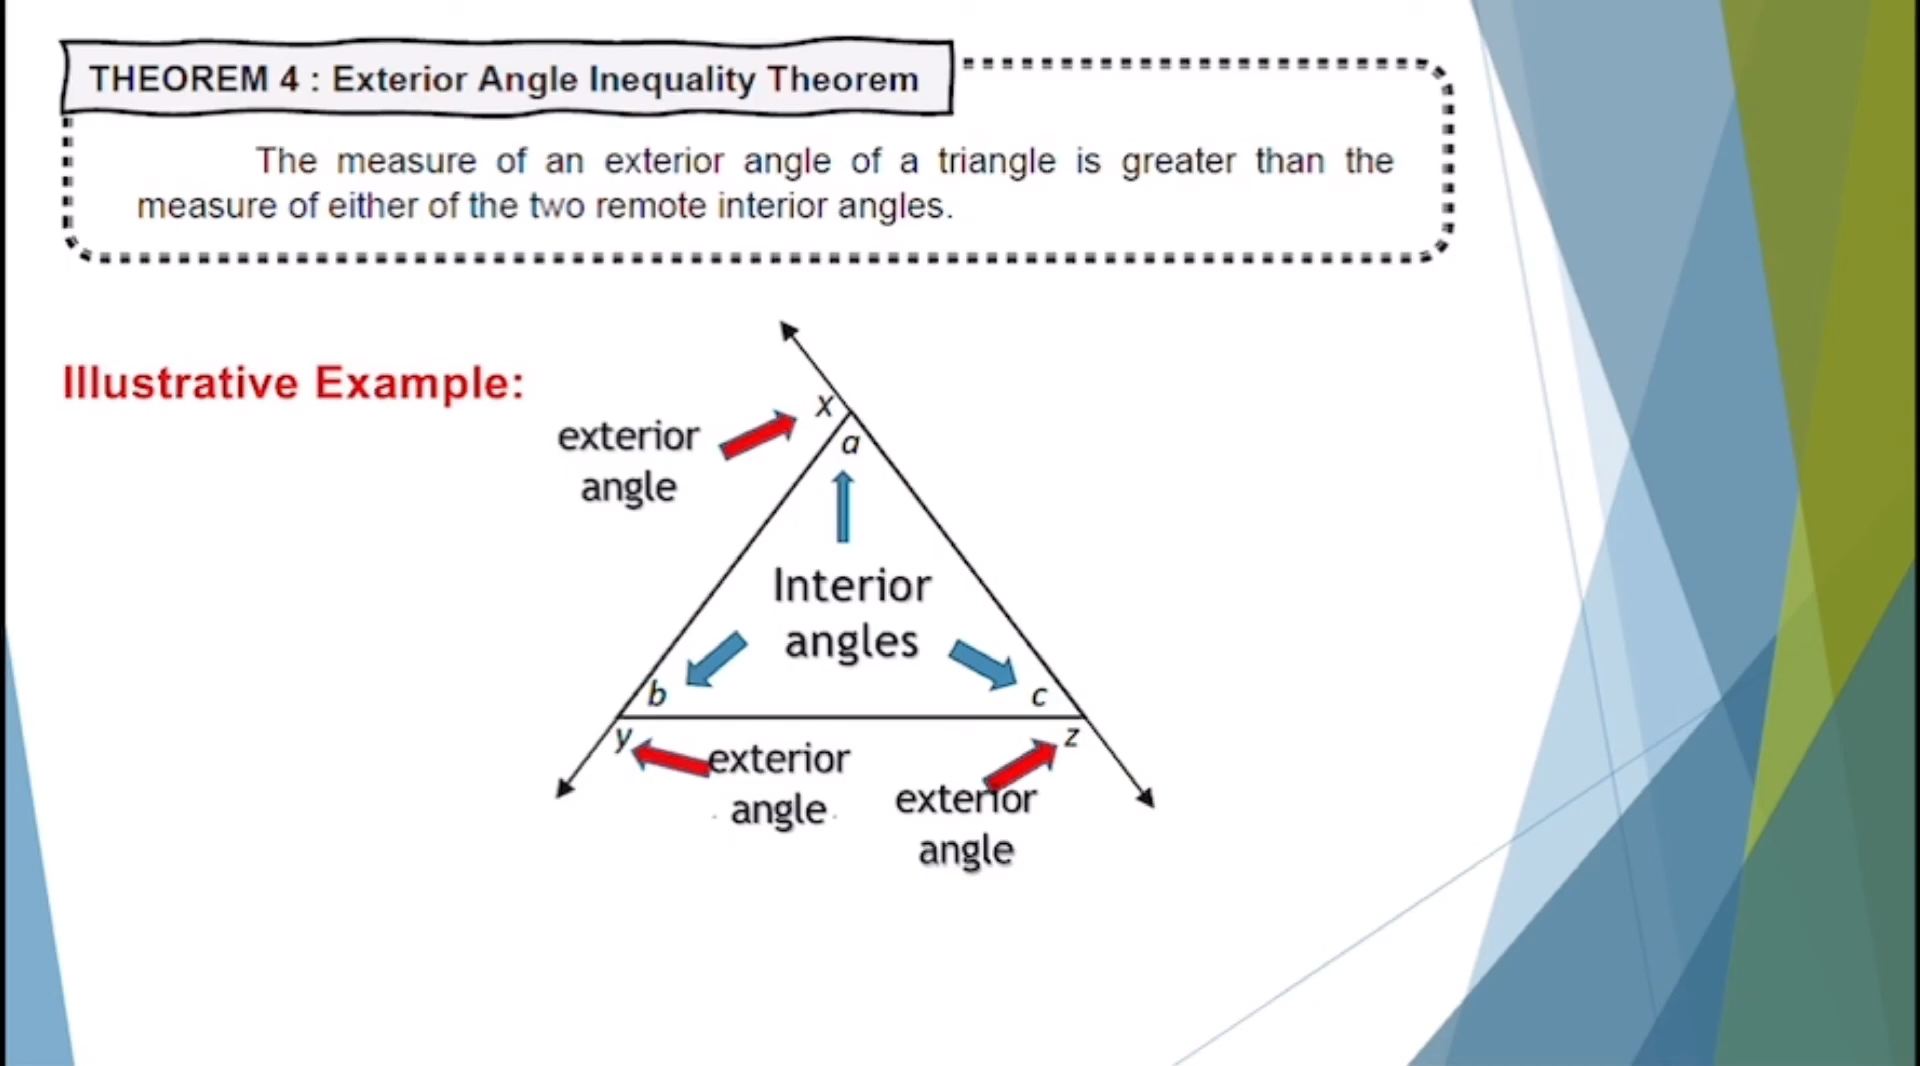 THEOREM 4 : Exterior Angle Inequality Theorem
The measure of an exterior angle of a triangle is greater than the
measure of either of the two remote interior angles.
Illustrative Example:
x
exterior
angle
a
Interior
angles
b
c
y
z
exterior
angle
exterior
angle